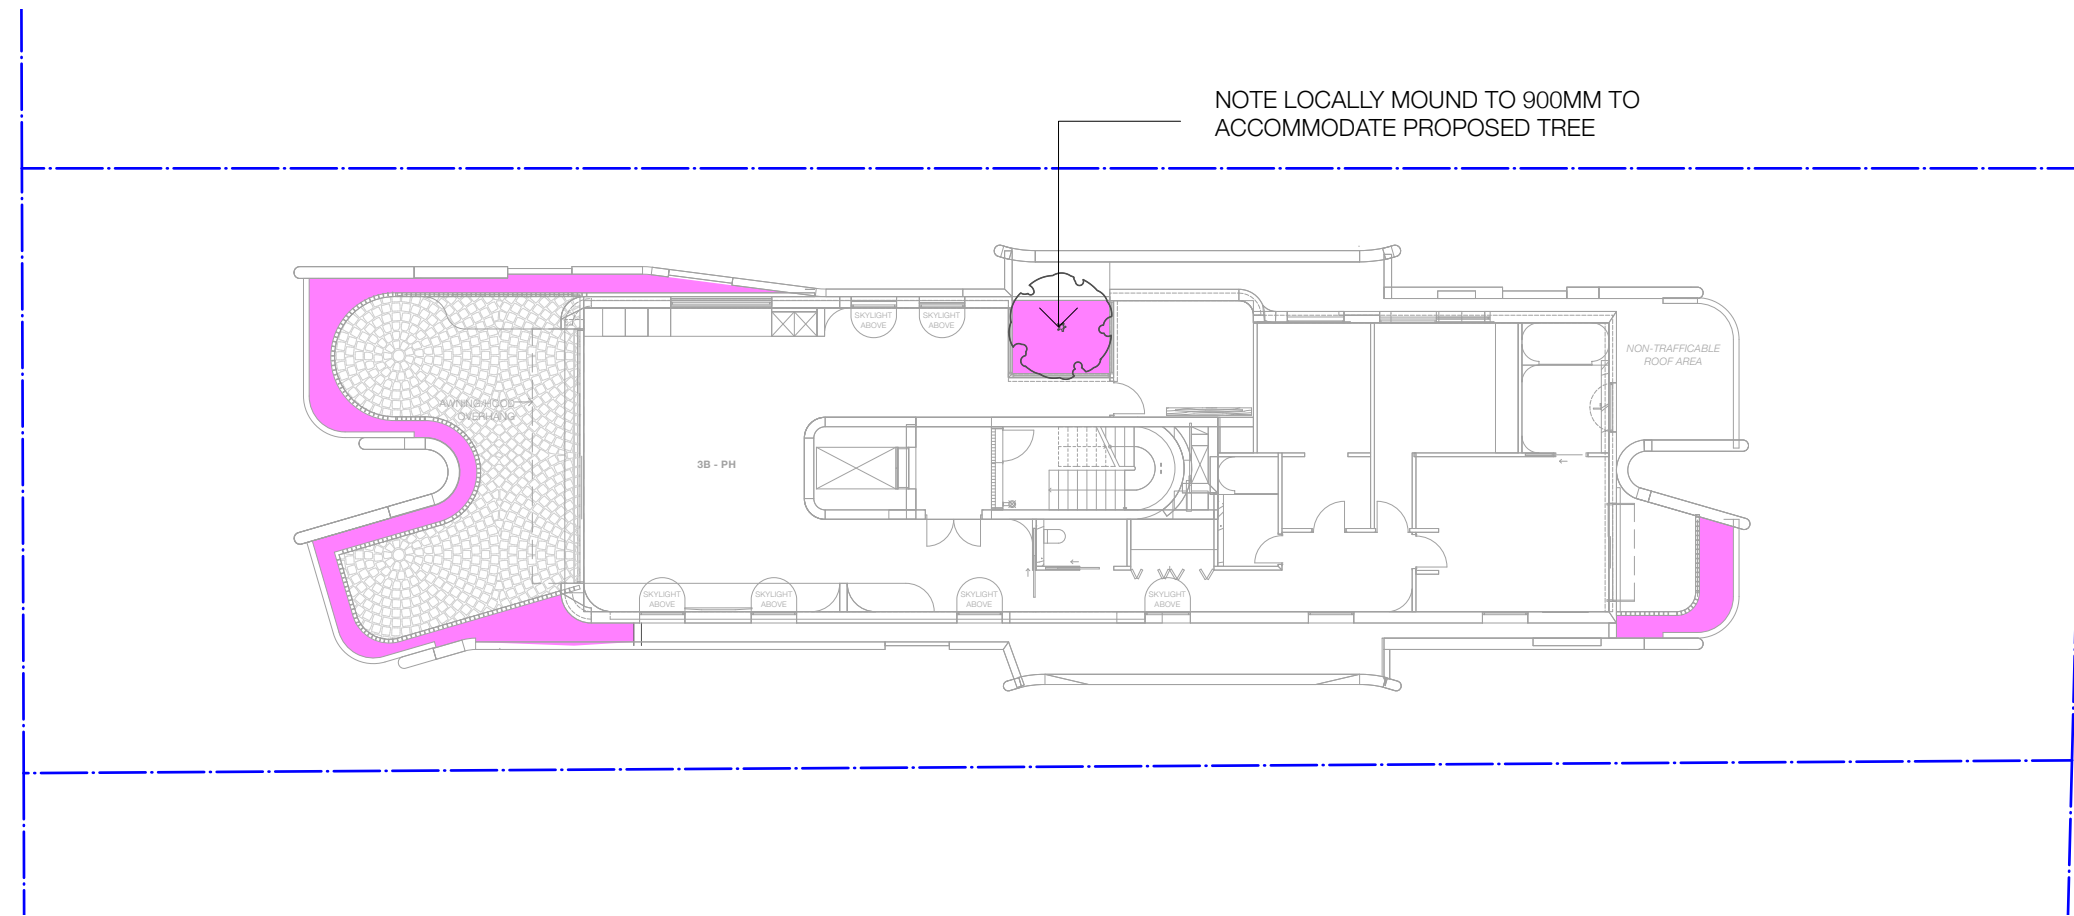 NOTE LOCALLY MOUND TO 900MM TO
ACCOMMODATE PROPOSED TREE
SKYLIGHT
ABOVE
SKYLIGHT
ABOVE
NON-TRAFFICABLE
ROOF AREA
AWNING/HOOD
OVERHANG
3B - PH
SKYLIGHT
ABOVE
SKYLIGHT
ABOVE
SKYLIGHT
ABOVE
SKYLIGHT
ABOVE